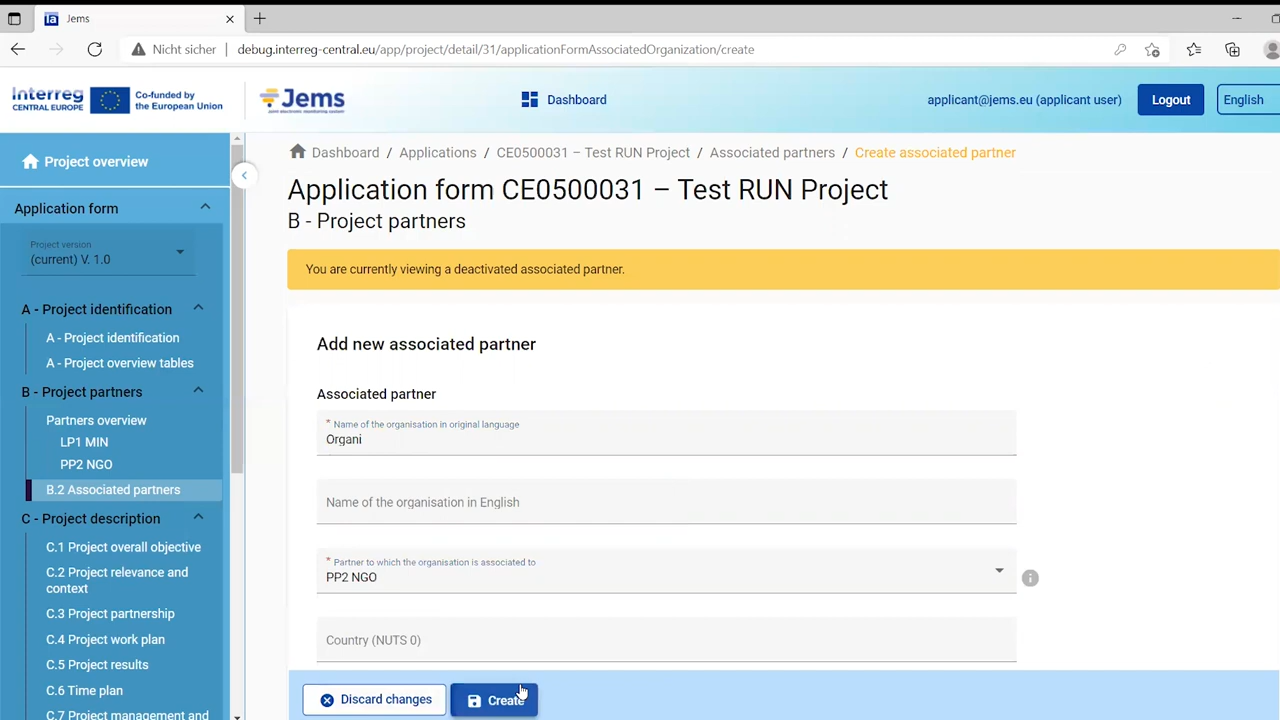 Jems
Nicht sicher
debug.interreg-central.eu/app/project/detail/31/applicationFormAssociatedOrganization/create
Interreg
CENTRAL EUROPE
Co-funded by
the European Union
Jems
joint electronic monitoring system
Dashboard
applicant@jems.eu (applicant user)
Logout
English
Project overview
Application form
Project version
(current) V. 1.0
A - Project identification
A - Project identification
A - Project overview tables
B - Project partners
Partners overview
LP1 MIN
PP2 NGO
B.2 Associated partners
C - Project description
C.1 Project overall objective
C.2 Project relevance and
context
C.3 Project partnership
C.4 Project work plan
C.5 Project results
C.6 Time plan
C.7 Project management and
Dashboard / Applications / CE0500031 – Test RUN Project / Associated partners / Create associated partner
Application form CE0500031 – Test RUN Project
B - Project partners
You are currently viewing a deactivated associated partner.
Add new associated partner
Associated partner
* Name of the organisation in original language
Organi
Name of the organisation in English
* Partner to which the organisation is associated to
PP2 NGO
Country (NUTS 0)
Discard changes
Create